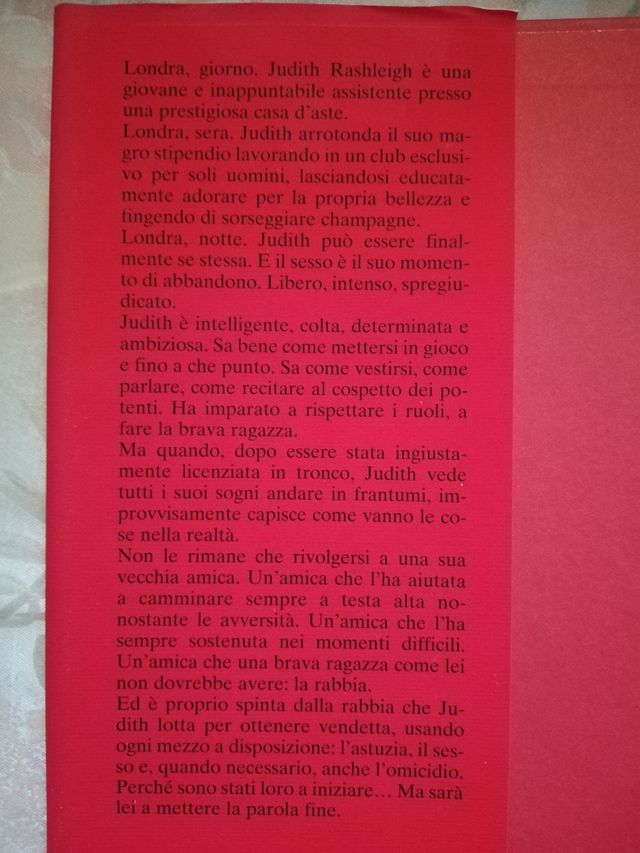 Londra, giorno. Judith Rashleigh è una
giovane e inappuntabile assistente presso
una prestigiosa casa d'aste.
Londra, sera. Judith arrotonda il suo ma-
gro stipendio lavorando in un club esclusi-
vo per soli uomini, lasciandosi educata-
mente adorare per la propria bellezza e
fingendo di sorseggiare champagne.
Londra, notte. Judith può essere final-
mente se stessa. E il sesso è il suo momen-
to di abbandono. Libero, intenso, spregiu-
dicato.
Judith è intelligente, colta, determinata e
ambiziosa. Sa bene come mettersi in gioco
e fino a che punto. Sa come vestirsi, come
parlare, come recitare al cospetto dei po-
tenti. Ha imparato a rispettare i ruoli, a
fare la brava ragazza.
Ma quando, dopo essere stata ingiusta-
mente licenziata in tronco, Judith vede
tutti i suoi sogni andare in frantumi, im-
provvisamente capisce come vanno le co-
se nella realtà.
Non le rimane che rivolgersi a una sua
vecchia amica. Un'amica che l'ha aiutata
a camminare sempre a testa alta no-
nostante le avversità. Un'amica che l'ha
sempre sostenuta nei momenti difficili.
Un'amica che una brava ragazza come lei
non dovrebbe avere: la rabbia.
Ed è proprio spinta dalla rabbia che Ju-
dith lotta per ottenere vendetta, usando
ogni mezzo a disposizione: l'astuzia, il ses-
so e, quando necessario, anche l'omicidio.
Perché sono stati loro a iniziare… Ma sarà
lei a mettere la parola fine.